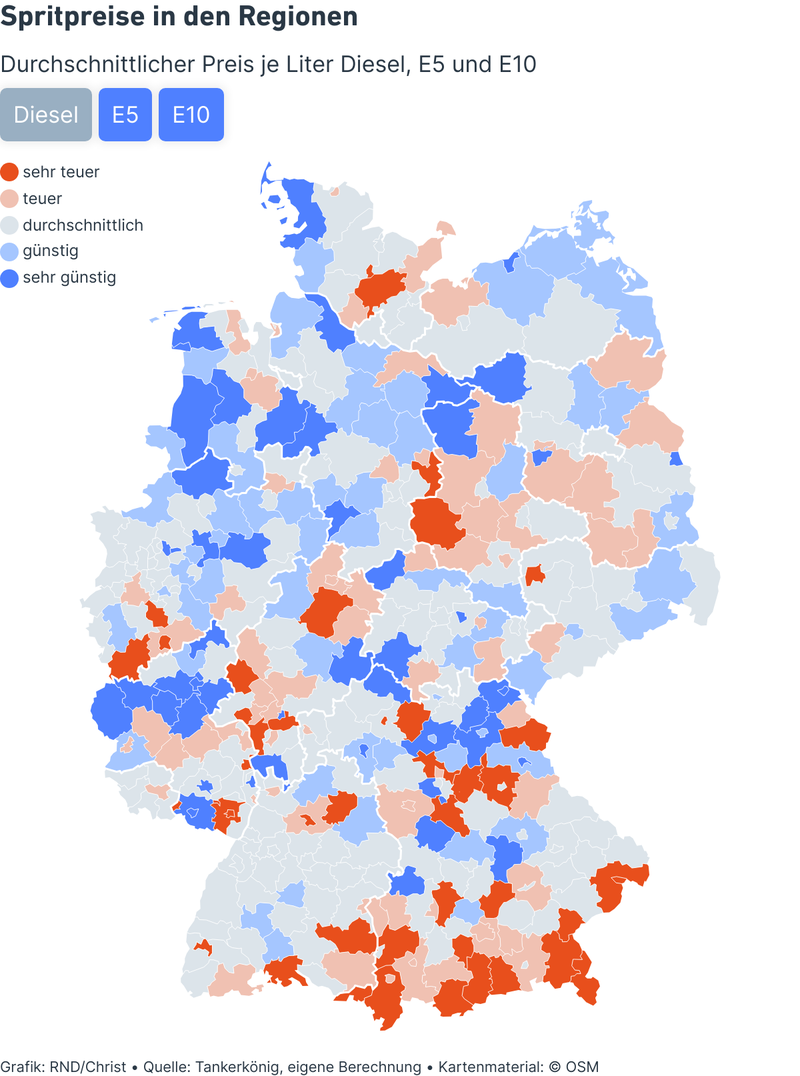 Spritpreise in den Regionen
Durchschnittlicher Preis je Liter Diesel, E5 und E10
Diesel E5 E10
sehr teuer
teuer
durchschnittlich
günstig
sehr günstig
Grafik: RND/Christ • Quelle: Tankerkönig, eigene Berechnung • Kartenmaterial: © OSM